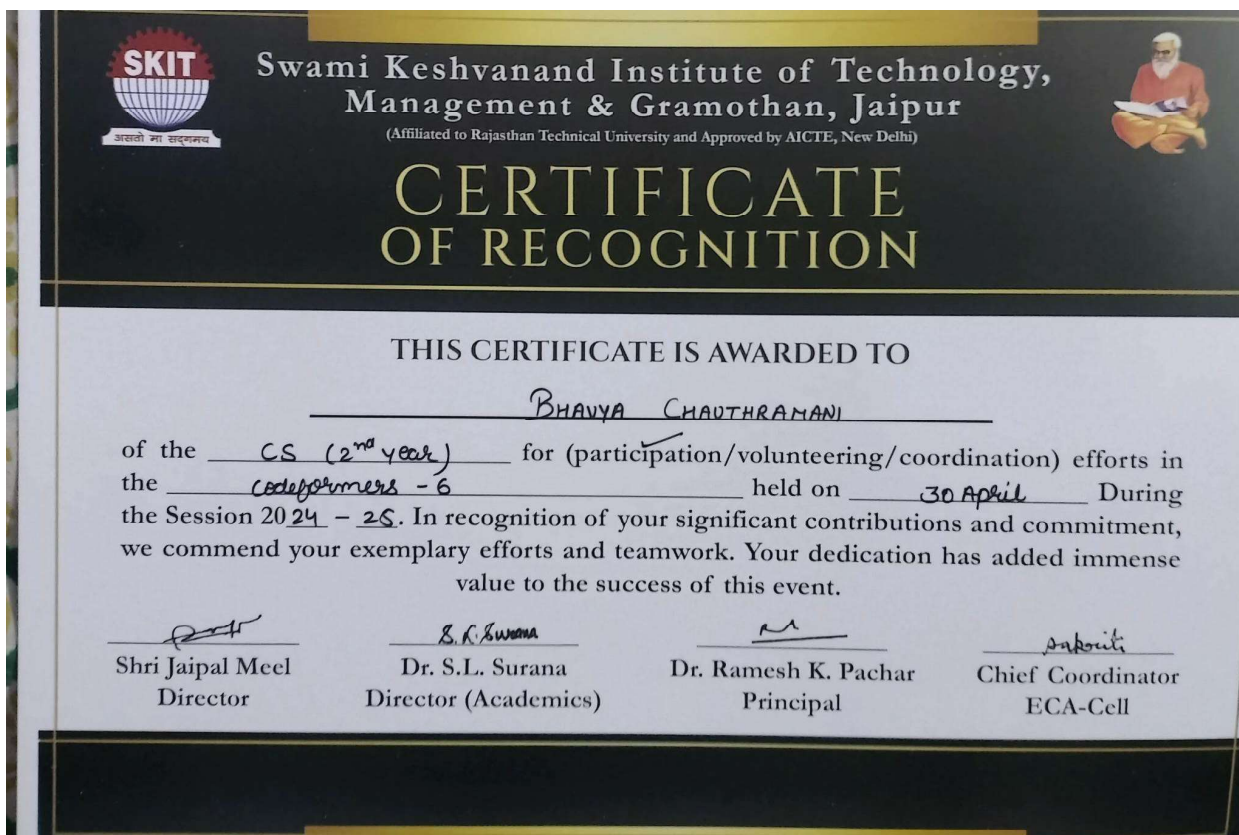 SKIT
असतो मा सद्गमय
Swami Keshvanand Institute of Technology,
Management & Gramothan, Jaipur
(Affiliated to Rajasthan Technical University and Approved by AICTE, New Delhi)
CERTIFICATE
OF RECOGNITION
THIS CERTIFICATE IS AWARDED TO
BHAVYA CHAUTHRAMANI
of the CS (2nd year) for (participation/volunteering/coordination) efforts in
the codeformers - 6 held on 30 April During
the Session 2024 – 25. In recognition of your significant contributions and commitment,
we commend your exemplary efforts and teamwork. Your dedication has added immense
value to the success of this event.
S.L. Surana
Shri Jaipal Meel
Director
Dr. S.L. Surana
Director (Academics)
Dr. Ramesh K. Pachar
Principal
Chief Coordinator
ECA-Cell